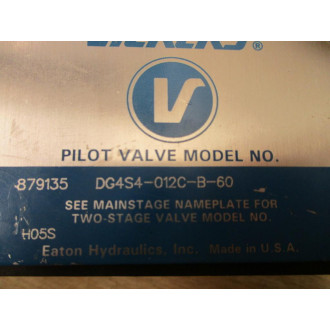 VICKERS®
V
PILOT VALVE MODEL NO.
879135 DG4S4-012C-B-60
SEE MAINSTAGE NAMEPLATE FOR
TWO-STAGE VALVE MODEL NO.
H05S
Eaton Hydraulics, Inc. Made in U.S.A.